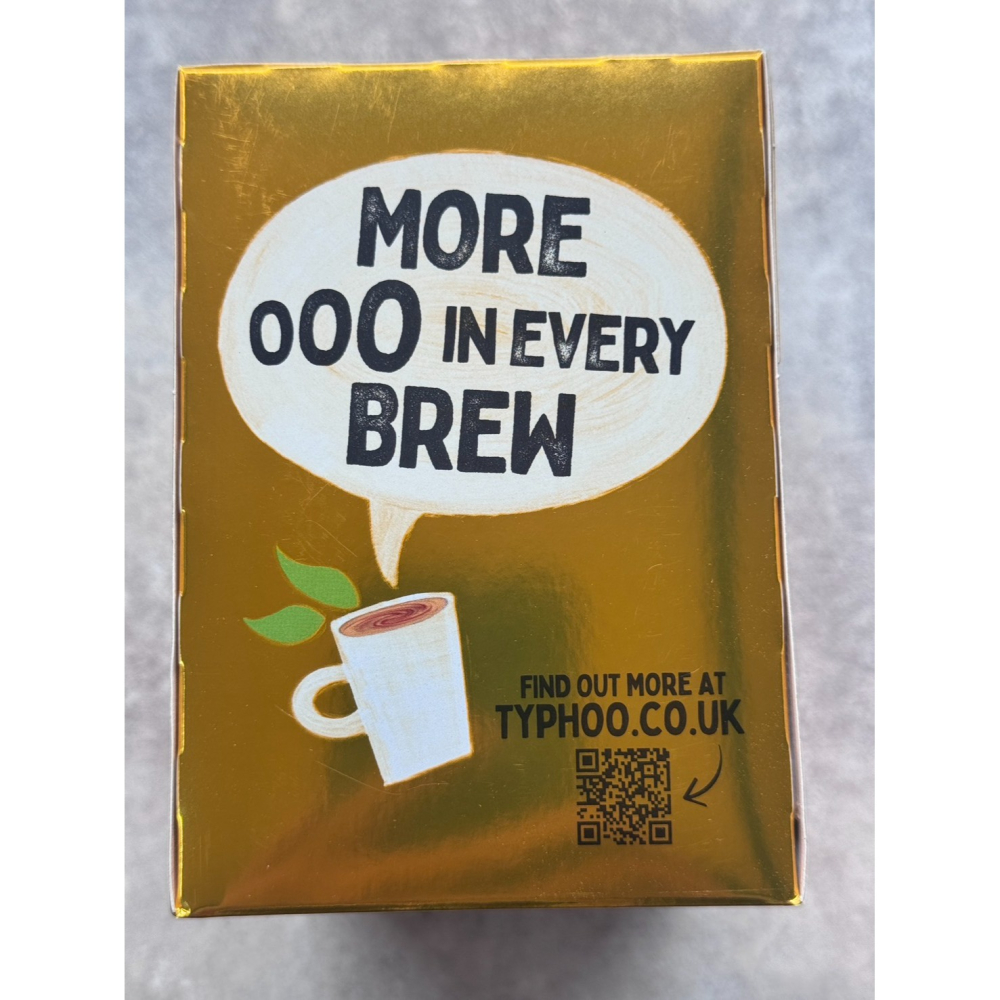 MORE
OOO IN EVERY
BREW
FIND OUT MORE AT
TYPHOO.CO.UK